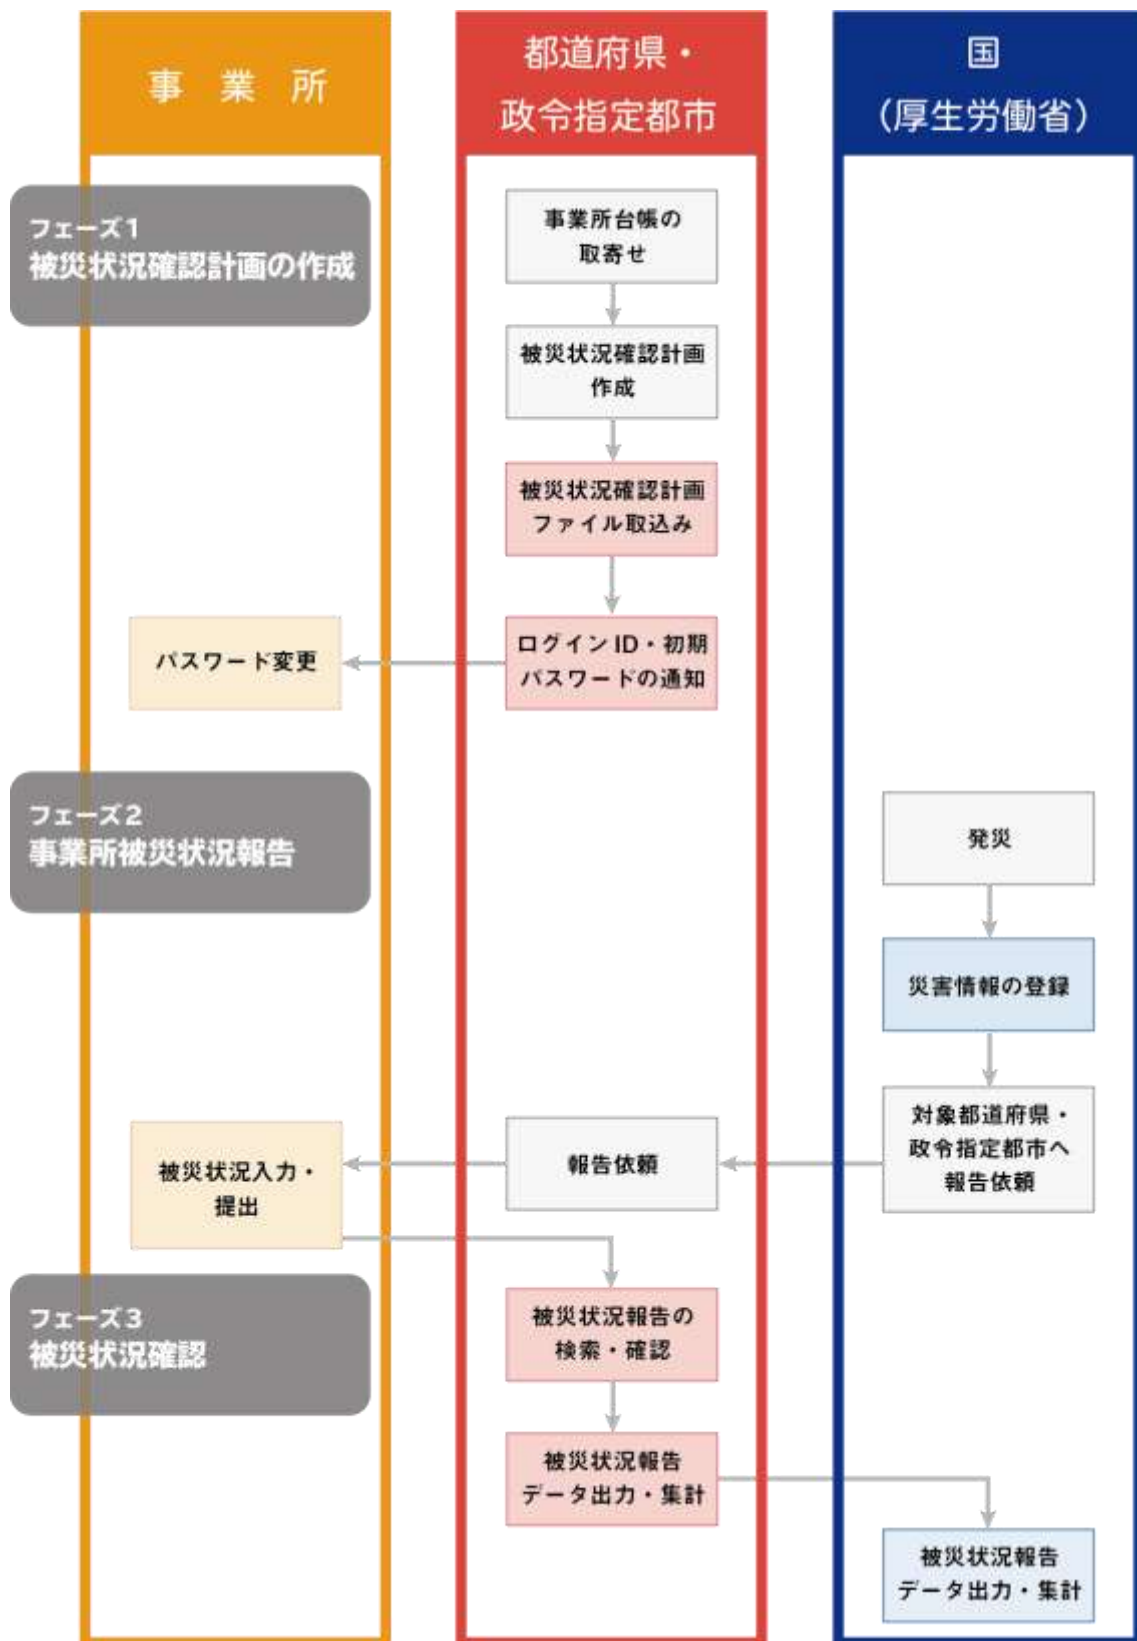 事業所
都道府県・
政令指定都市
国
（厚生労働省）
フェーズ1
被災状況確認計画の作成
事業所台帳の
取寄せ
被災状況確認計画
作成
被災状況確認計画
ファイル取込み
ログインID・初期
パスワードの通知
パスワード変更
フェーズ2
事業所被災状況報告
発災
災害情報の登録
対象都道府県・
政令指定都市へ
報告依頼
報告依頼
被災状況入力・
提出
フェーズ3
被災状況確認
被災状況報告の
検索・確認
被災状況報告
データ出力・集計
被災状況報告
データ出力・集計